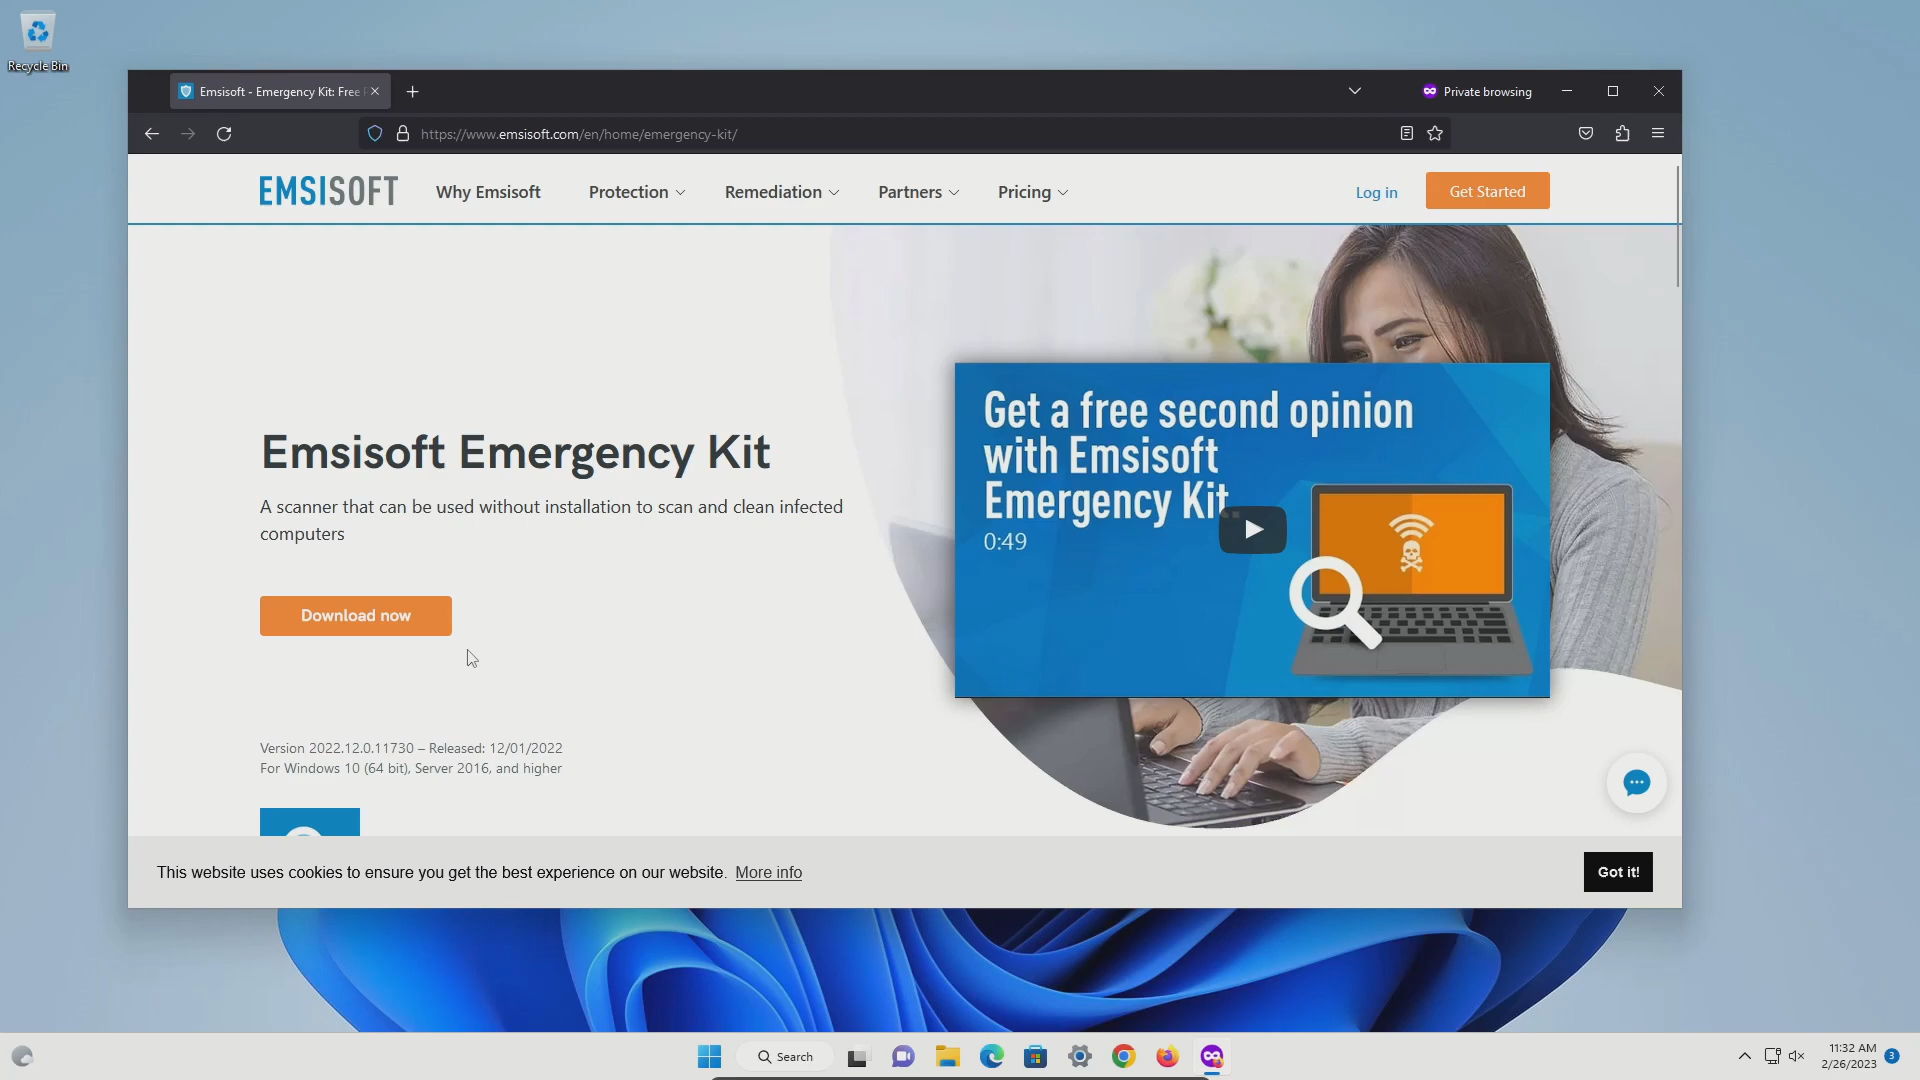 Recycle Bin
Emsisoft - Emergency Kit: Free
Private browsing
https://www.emsisoft.com/en/home/emergency-kit/
EMSISOFT
Why Emsisoft
Protection
Remediation
Partners
Pricing
Log in
Get Started
Emsisoft Emergency Kit
A scanner that can be used without installation to scan and clean infected
computers
Download now
Version 2022.12.0.11730 – Released: 12/01/2022
For Windows 10 (64 bit), Server 2016, and higher
Get a free second opinion
with Emsisoft
Emergency Kit.
0:49
This website uses cookies to ensure you get the best experience on our website. More info
Got it!
Search
11:32 AM
2/26/2023
3